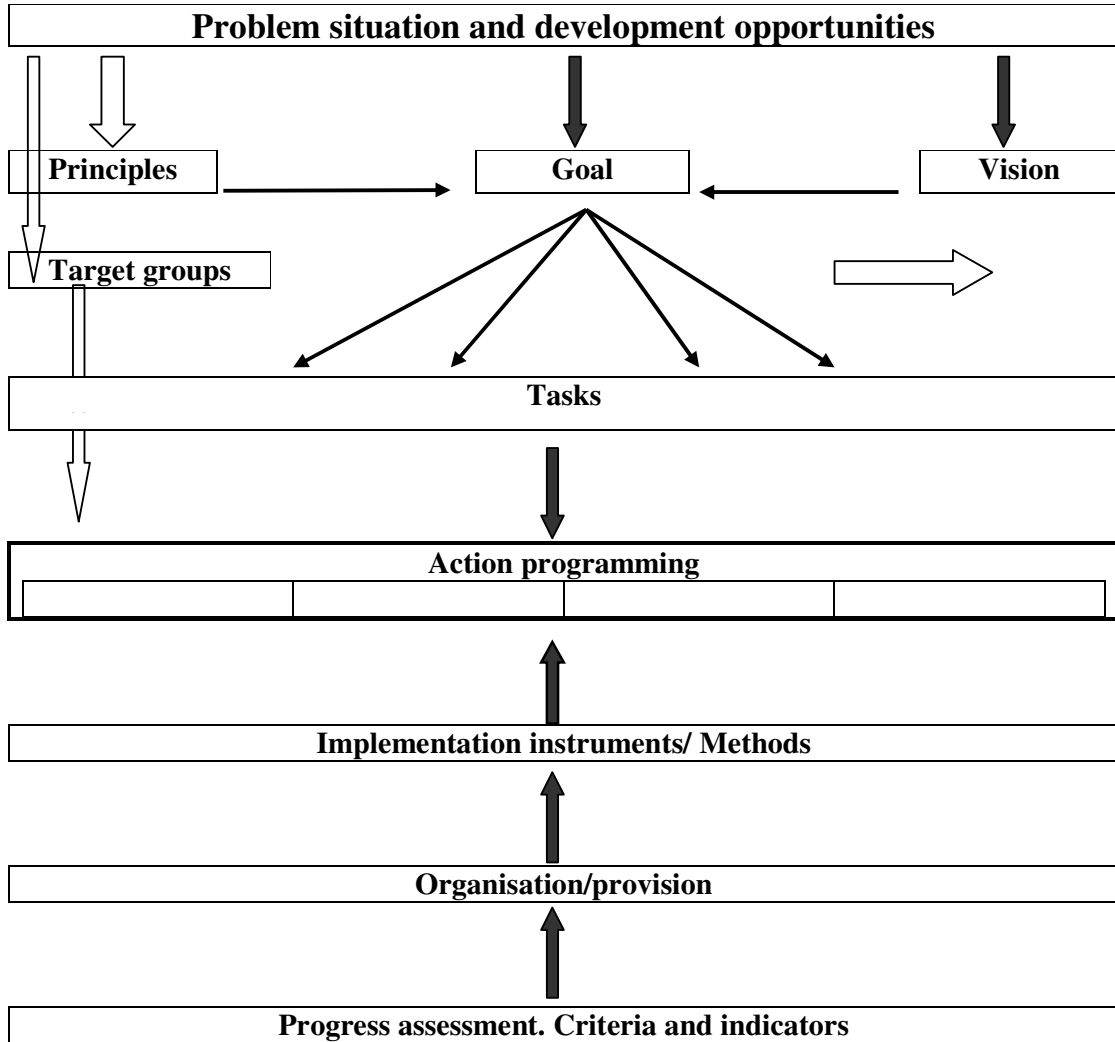 Problem situation and development opportunities
Principles
Goal
Vision
Target groups
Tasks
Action programming
Implementation instruments/ Methods
Organisation/provision
Progress assessment. Criteria and indicators